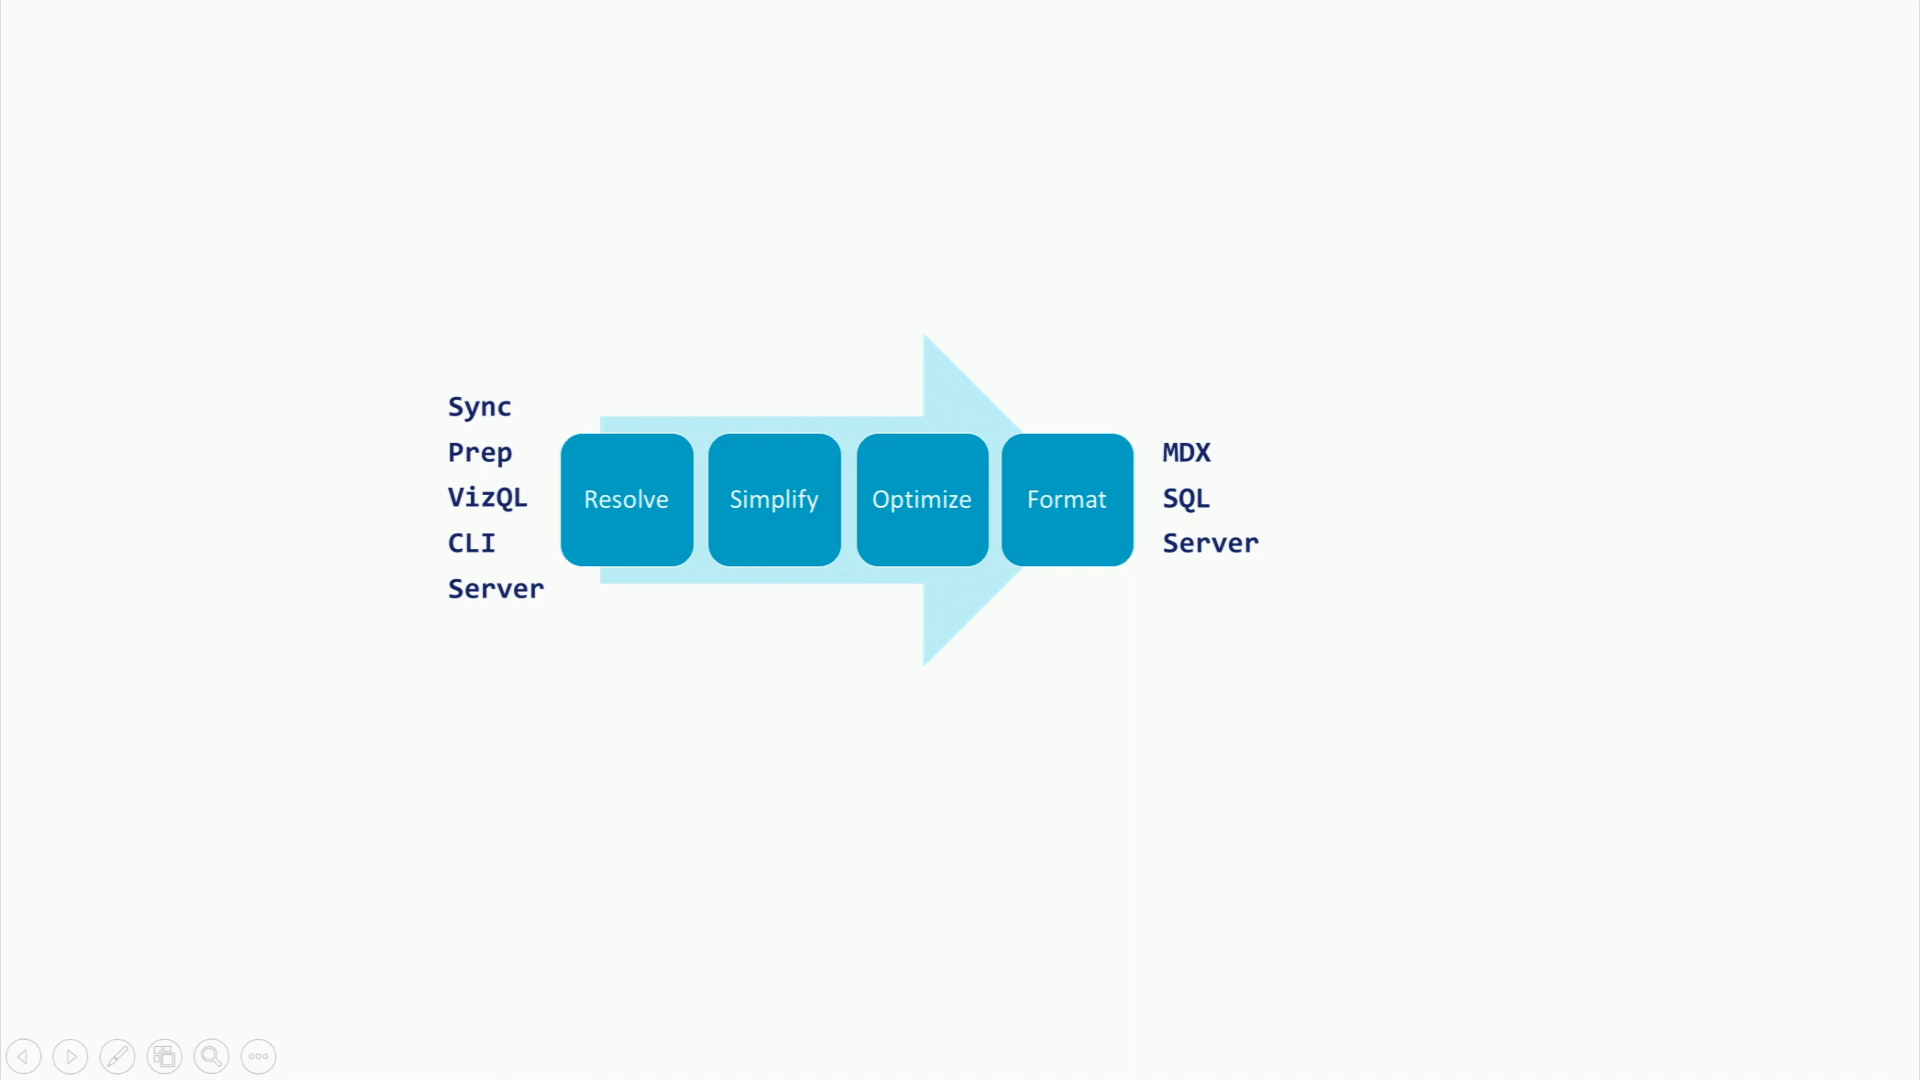 Sync
Prep
VizQL
CLI
Server
Resolve
Simplify
Optimize
Format
MDX
SQL
Server